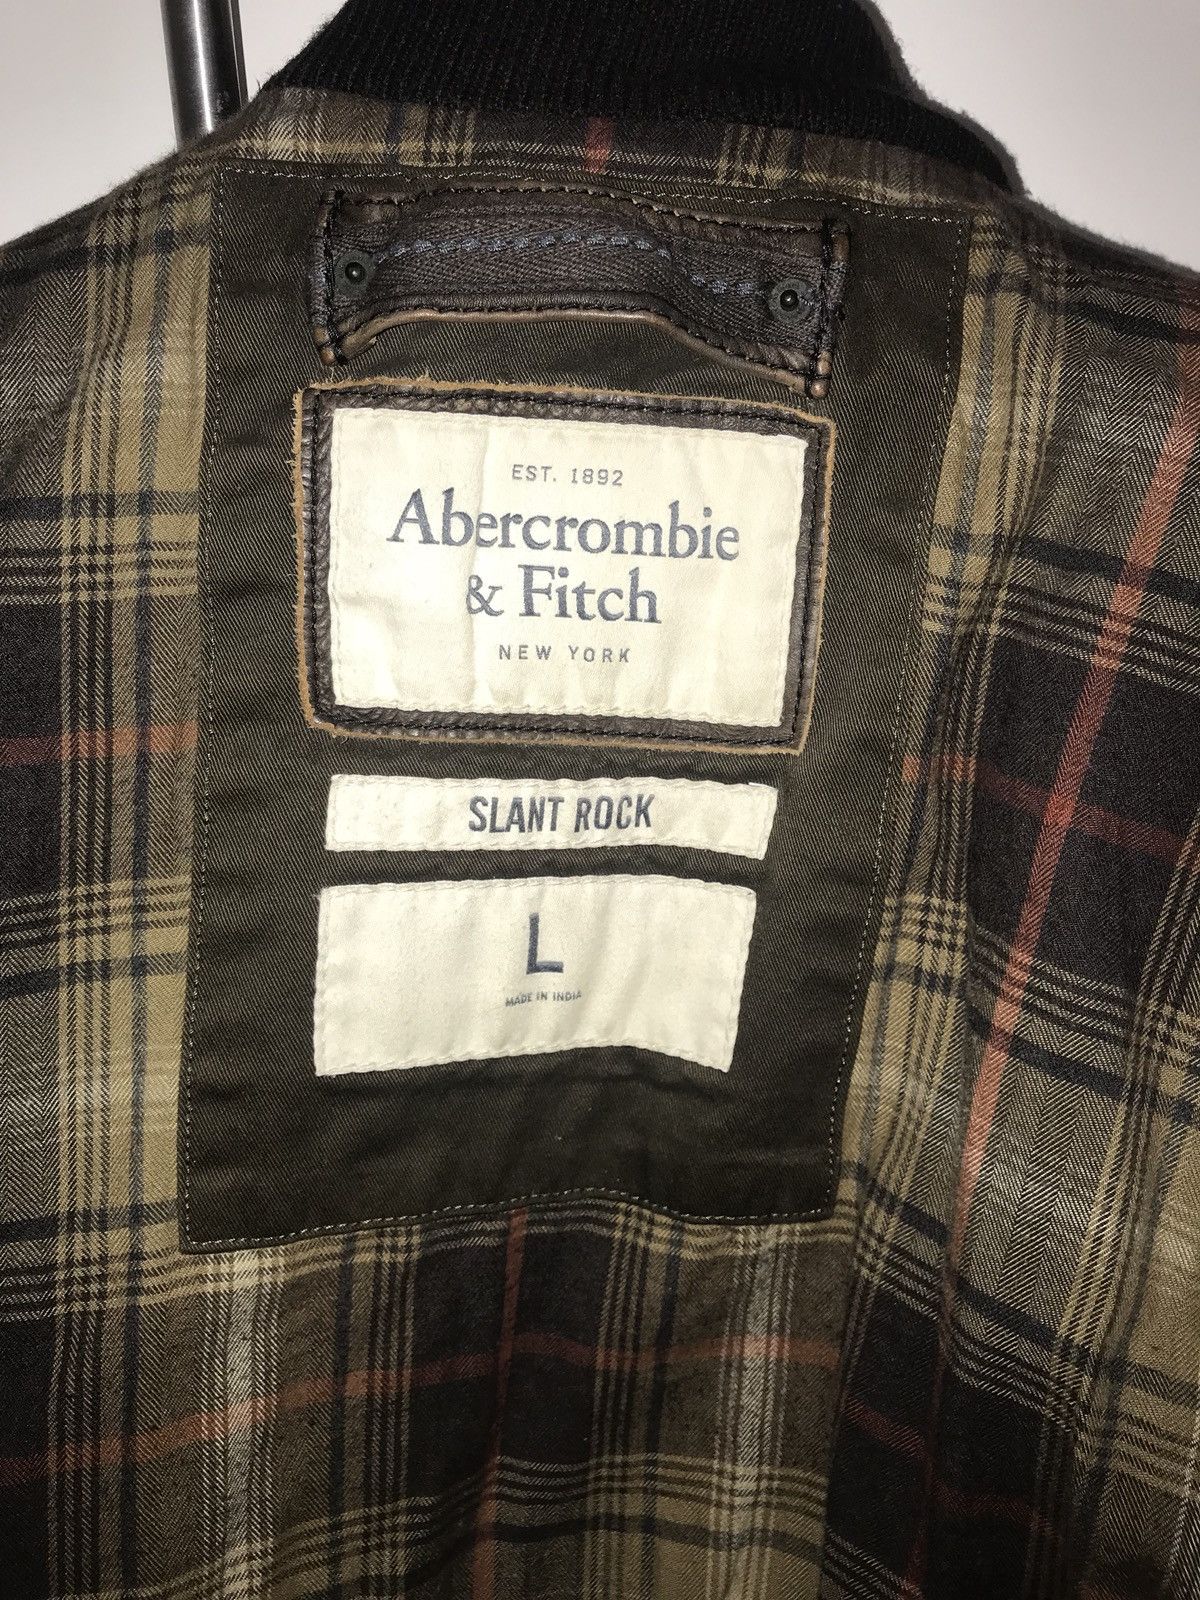 EST. 1892
Abercrombie
& Fitch
NEW YORK
SLANT ROCK
L
MADE IN INDIA